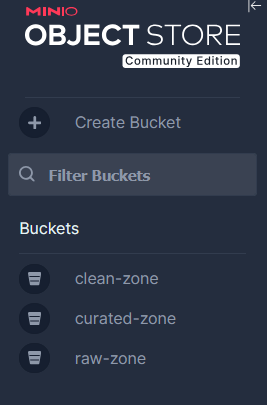 MINIO
OBJECT STORE
Community Edition
Create Bucket
Filter Buckets
Buckets
clean-zone
curated-zone
raw-zone